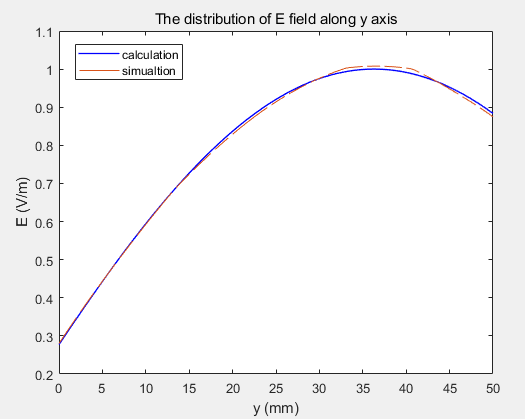 The distribution of E field along y axis
calculation
simualtion
E (V/m)
1.1
1
0.9
0.8
0.7
0.6
0.5
0.4
0.3
0.2
0 5 10 15 20 25 30 35 40 45 50
y (mm)